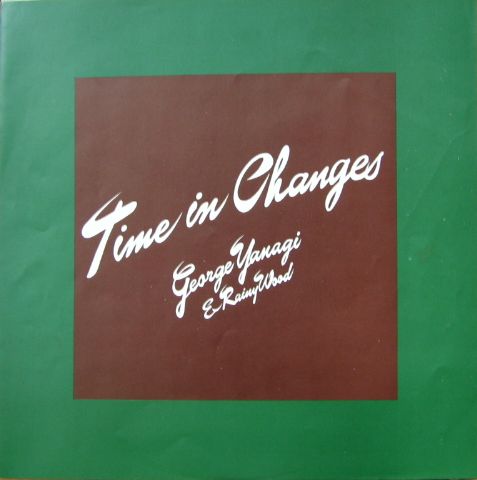 Time in Changes
George Yanagi
& Rainy Wood